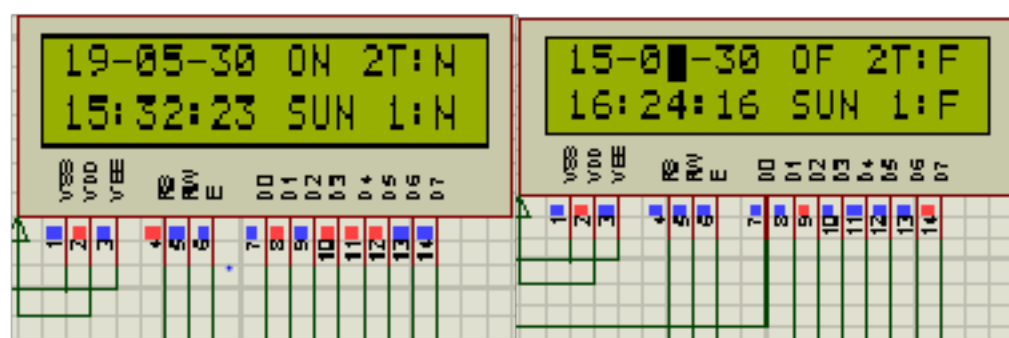 19-05-30 ON 2T:N
15:32:23 SUN 1:N
VSS VDD VEE RS RW E D0 D1 D2 D3 D4 D5 D6 D7
1 2 3 4 5 6 7 8 9 10 11 12 13 14
15-0█-30 OF 2T:F
16:24:16 SUN 1:F
VSS VDD VEE RS RW E D0 D1 D2 D3 D4 D5 D6 D7
1 2 3 4 5 6 7 8 9 10 11 12 13 14